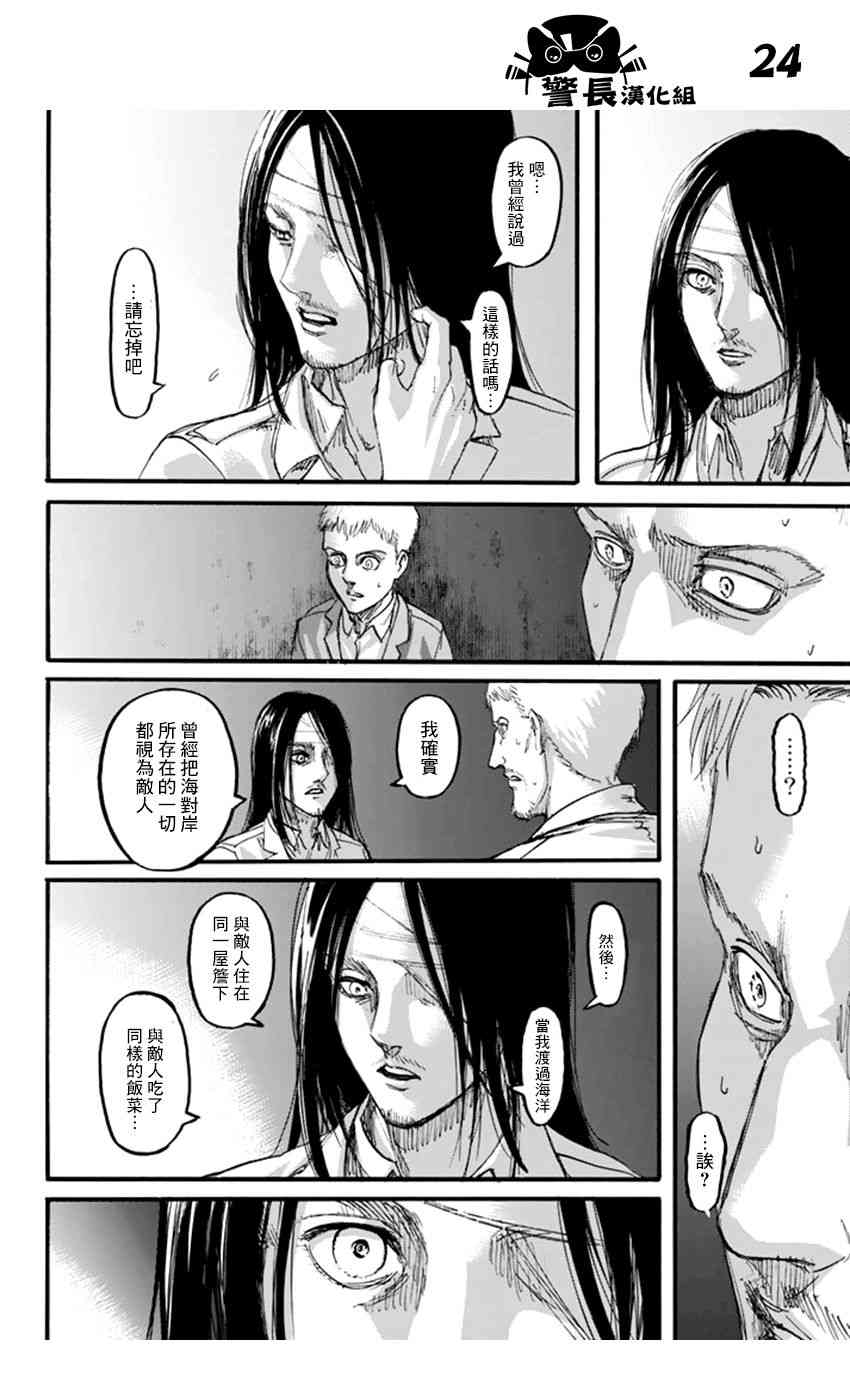 警長漢化組
24
嗯…
我曾經說過
這樣的話嗎…
…請忘掉吧
……?
…誒?
我確實
曾經把海對岸
所存在的一切
都視為敵人
然後…
當我渡過海洋
與敵人住在
同一屋簷下
與敵人吃了
同樣的飯菜…